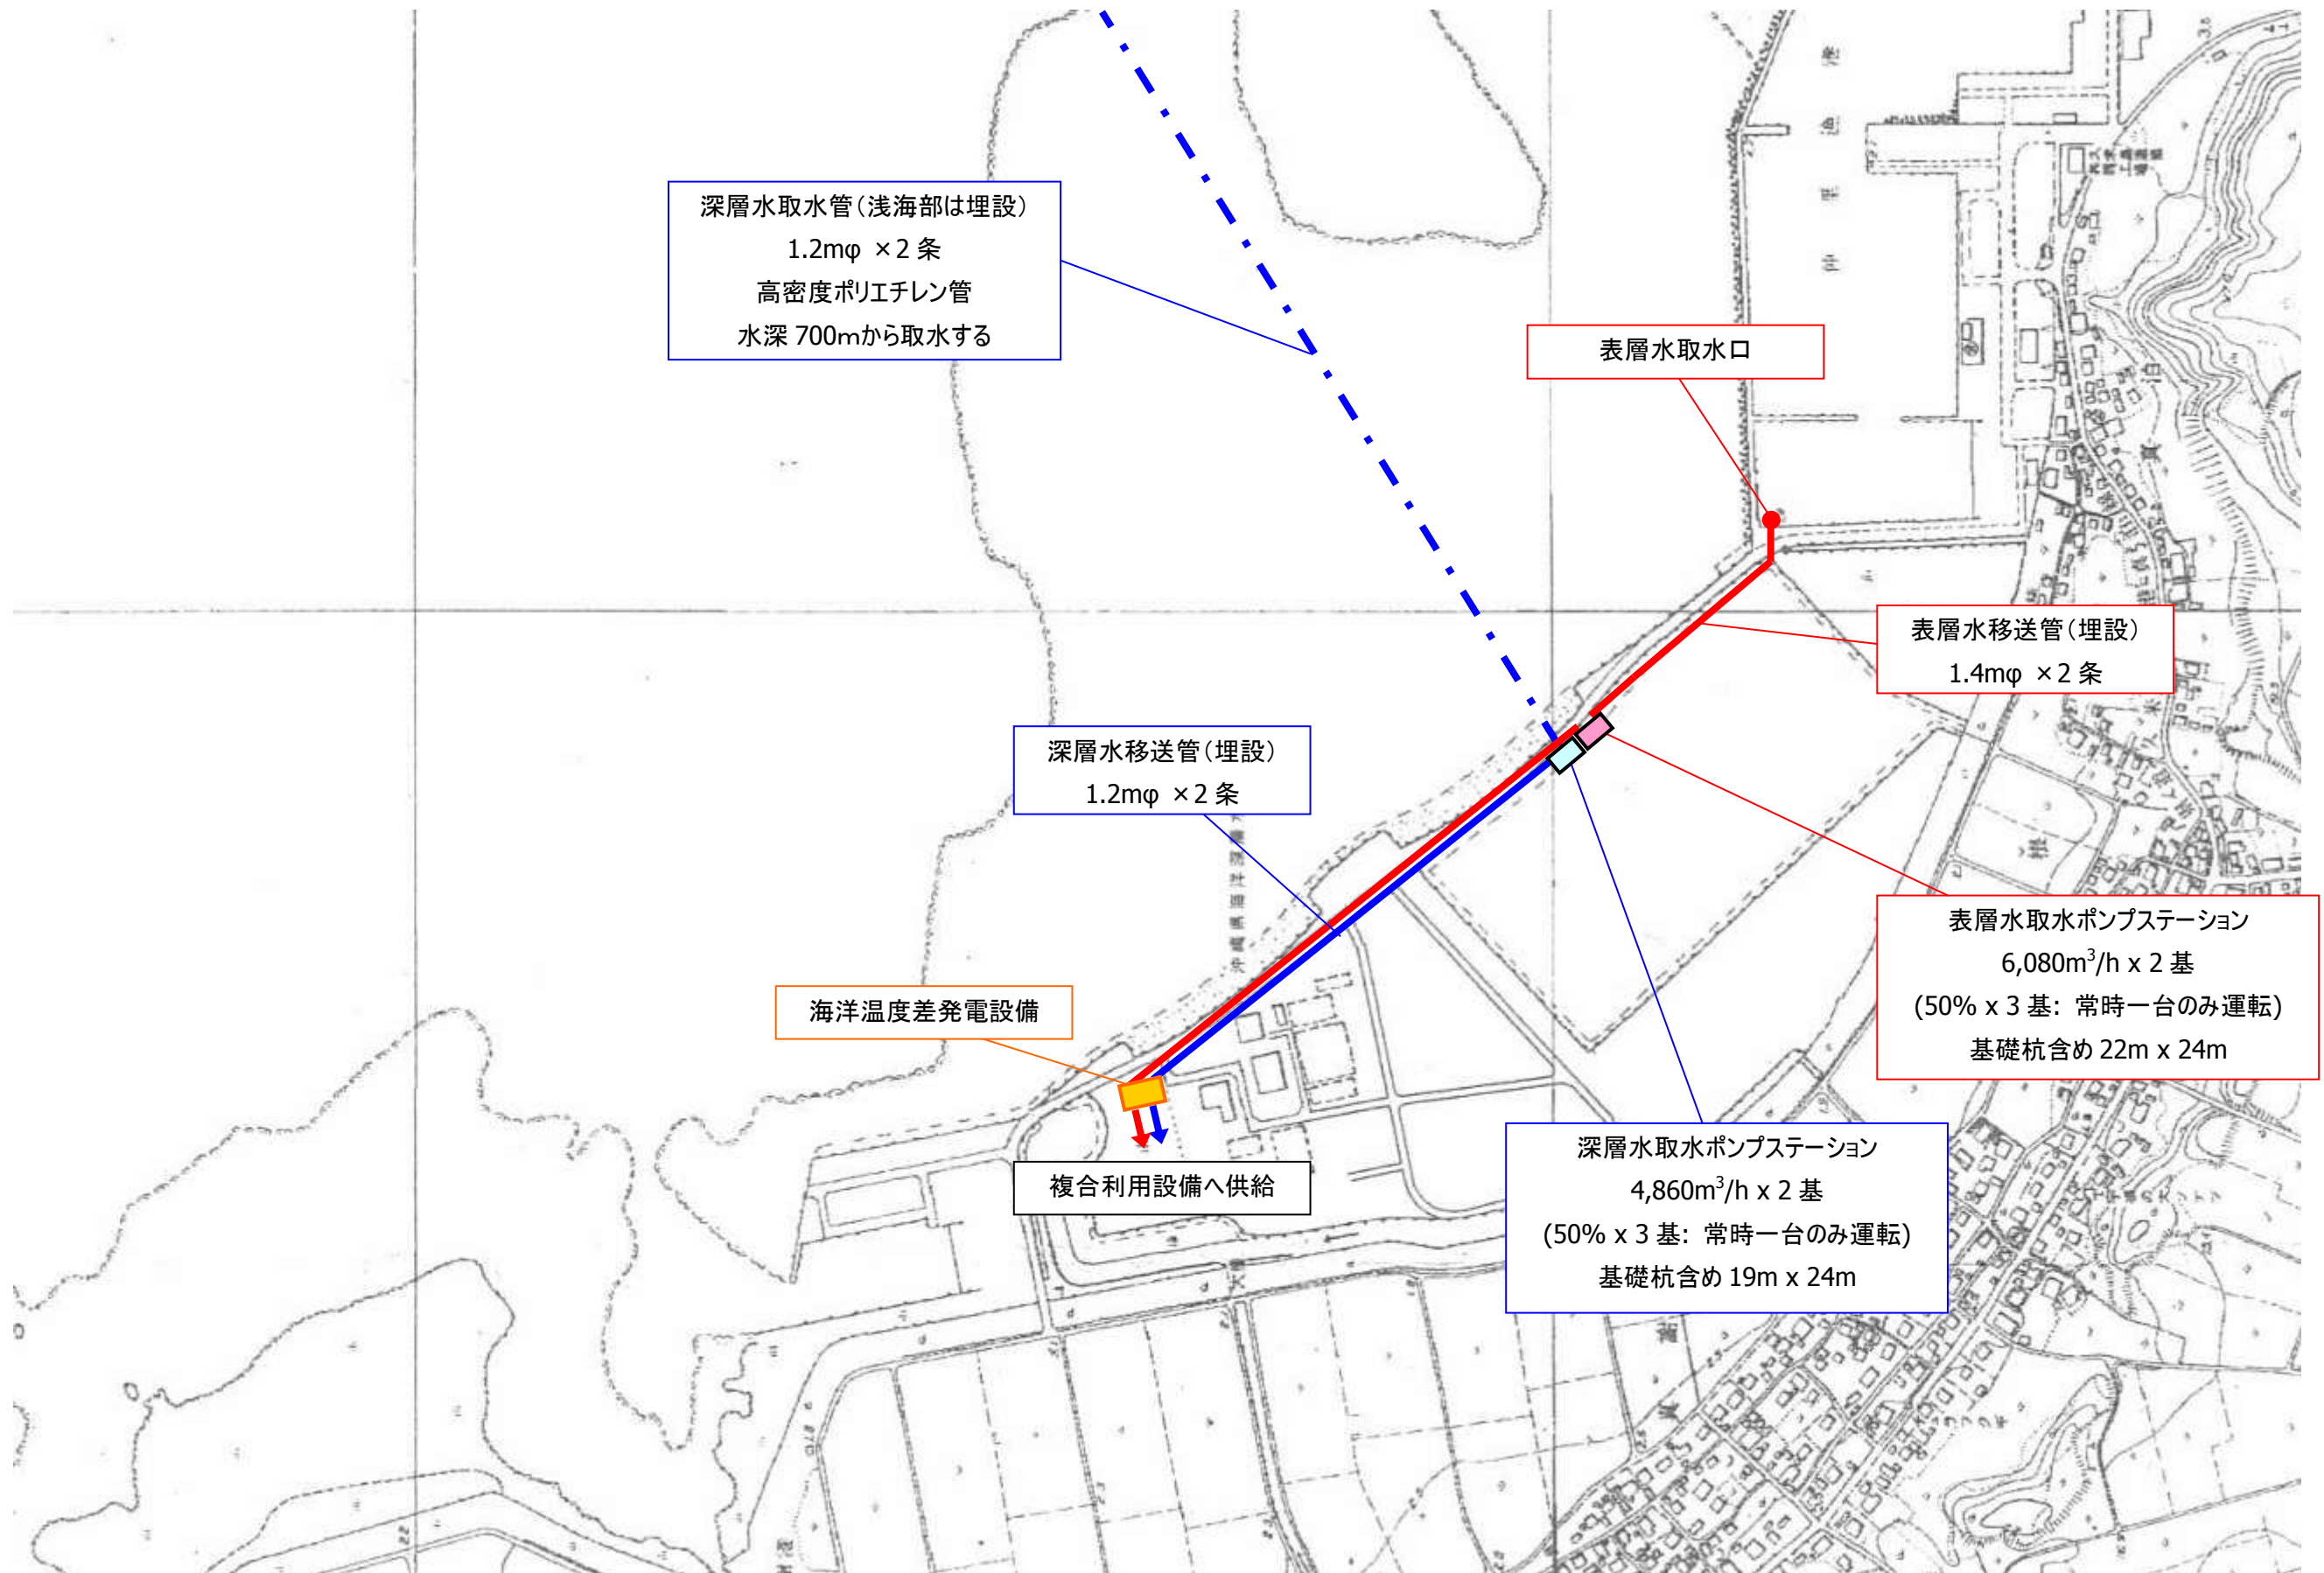 深層水取水管(浅海部は埋設)
1.2mφ ×2 条
高密度ポリエチレン管
水深 700mから取水する
表層水取水口
表層水移送管(埋設)
1.4mφ ×2 条
深層水移送管(埋設)
1.2mφ ×2 条
表層水取水ポンプステーション
6,080m³/h x 2 基
(50% x 3 基: 常時一台のみ運転)
基礎杭含め 22m x 24m
海洋温度差発電設備
深層水取水ポンプステーション
4,860m³/h x 2 基
(50% x 3 基: 常時一台のみ運転)
基礎杭含め 19m x 24m
複合利用設備へ供給